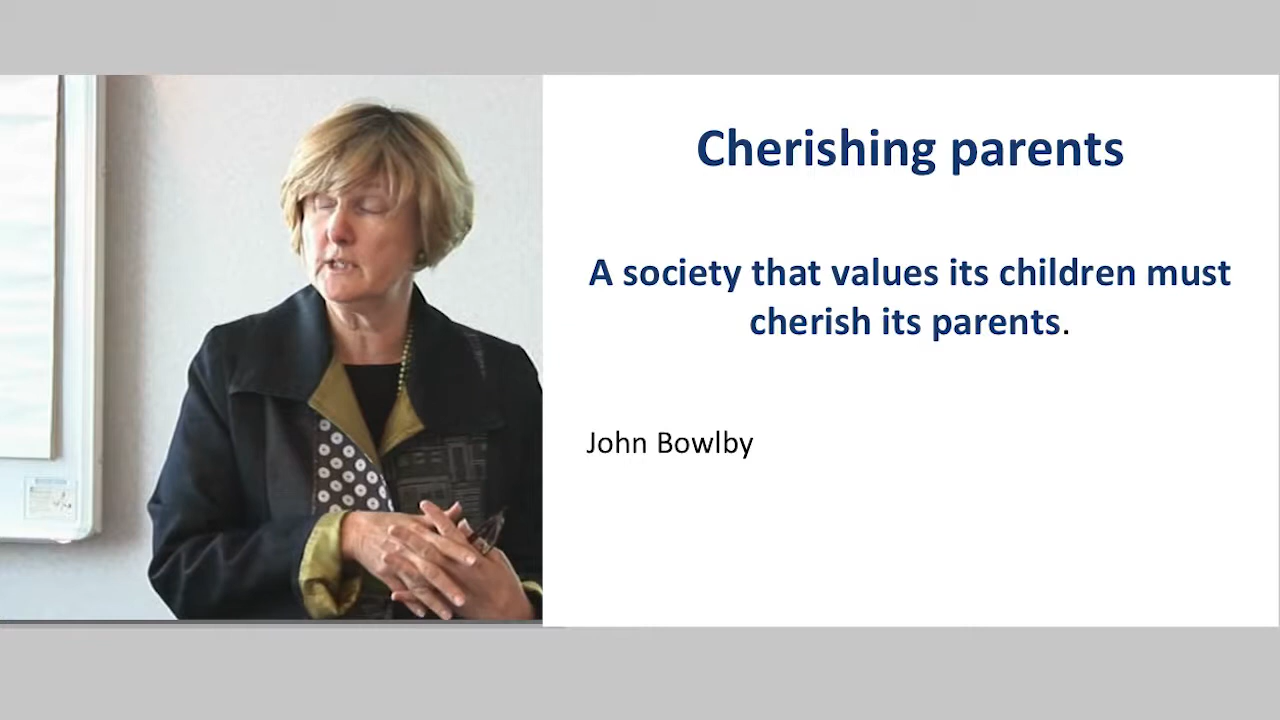 Cherishing parents
A society that values its children must
cherish its parents.
John Bowlby